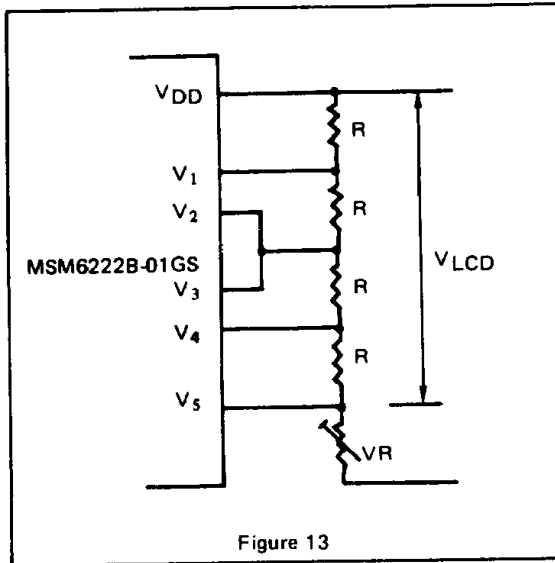 VDD
R
V1
R
V2
VLCD
MSM6222B-01GS
V3
R
V4
R
V5
VR
Figure 13